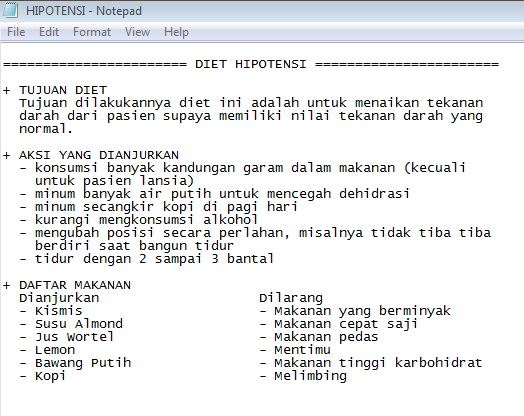 HIPOTENSI - Notepad
File Edit Format View Help
======================= DIET HIPOTENSI =======================
+ TUJUAN DIET
Tujuan dilakukannya diet ini adalah untuk menaikan tekanan
darah dari pasien supaya memiliki nilai tekanan darah yang
normal.
+ AKSI YANG DIANJURKAN
- konsumsi banyak kandungan garam dalam makanan (kecuali
untuk pasien lansia)
- minum banyak air putih untuk mencegah dehidrasi
- minum secangkir kopi di pagi hari
- kurangi mengkonsumsi alkohol
- mengubah posisi secara perlahan, misalnya tidak tiba tiba
berdiri saat bangun tidur
- tidur dengan 2 sampai 3 bantal
+ DAFTAR MAKANAN
Dianjurkan Dilarang
- Kismis - Makanan yang berminyak
- Susu Almond - Makanan cepat saji
- Jus Wortel - Makanan pedas
- Lemon - Mentimu
- Bawang Putih - Makanan tinggi karbohidrat
- Kopi - Melimbing